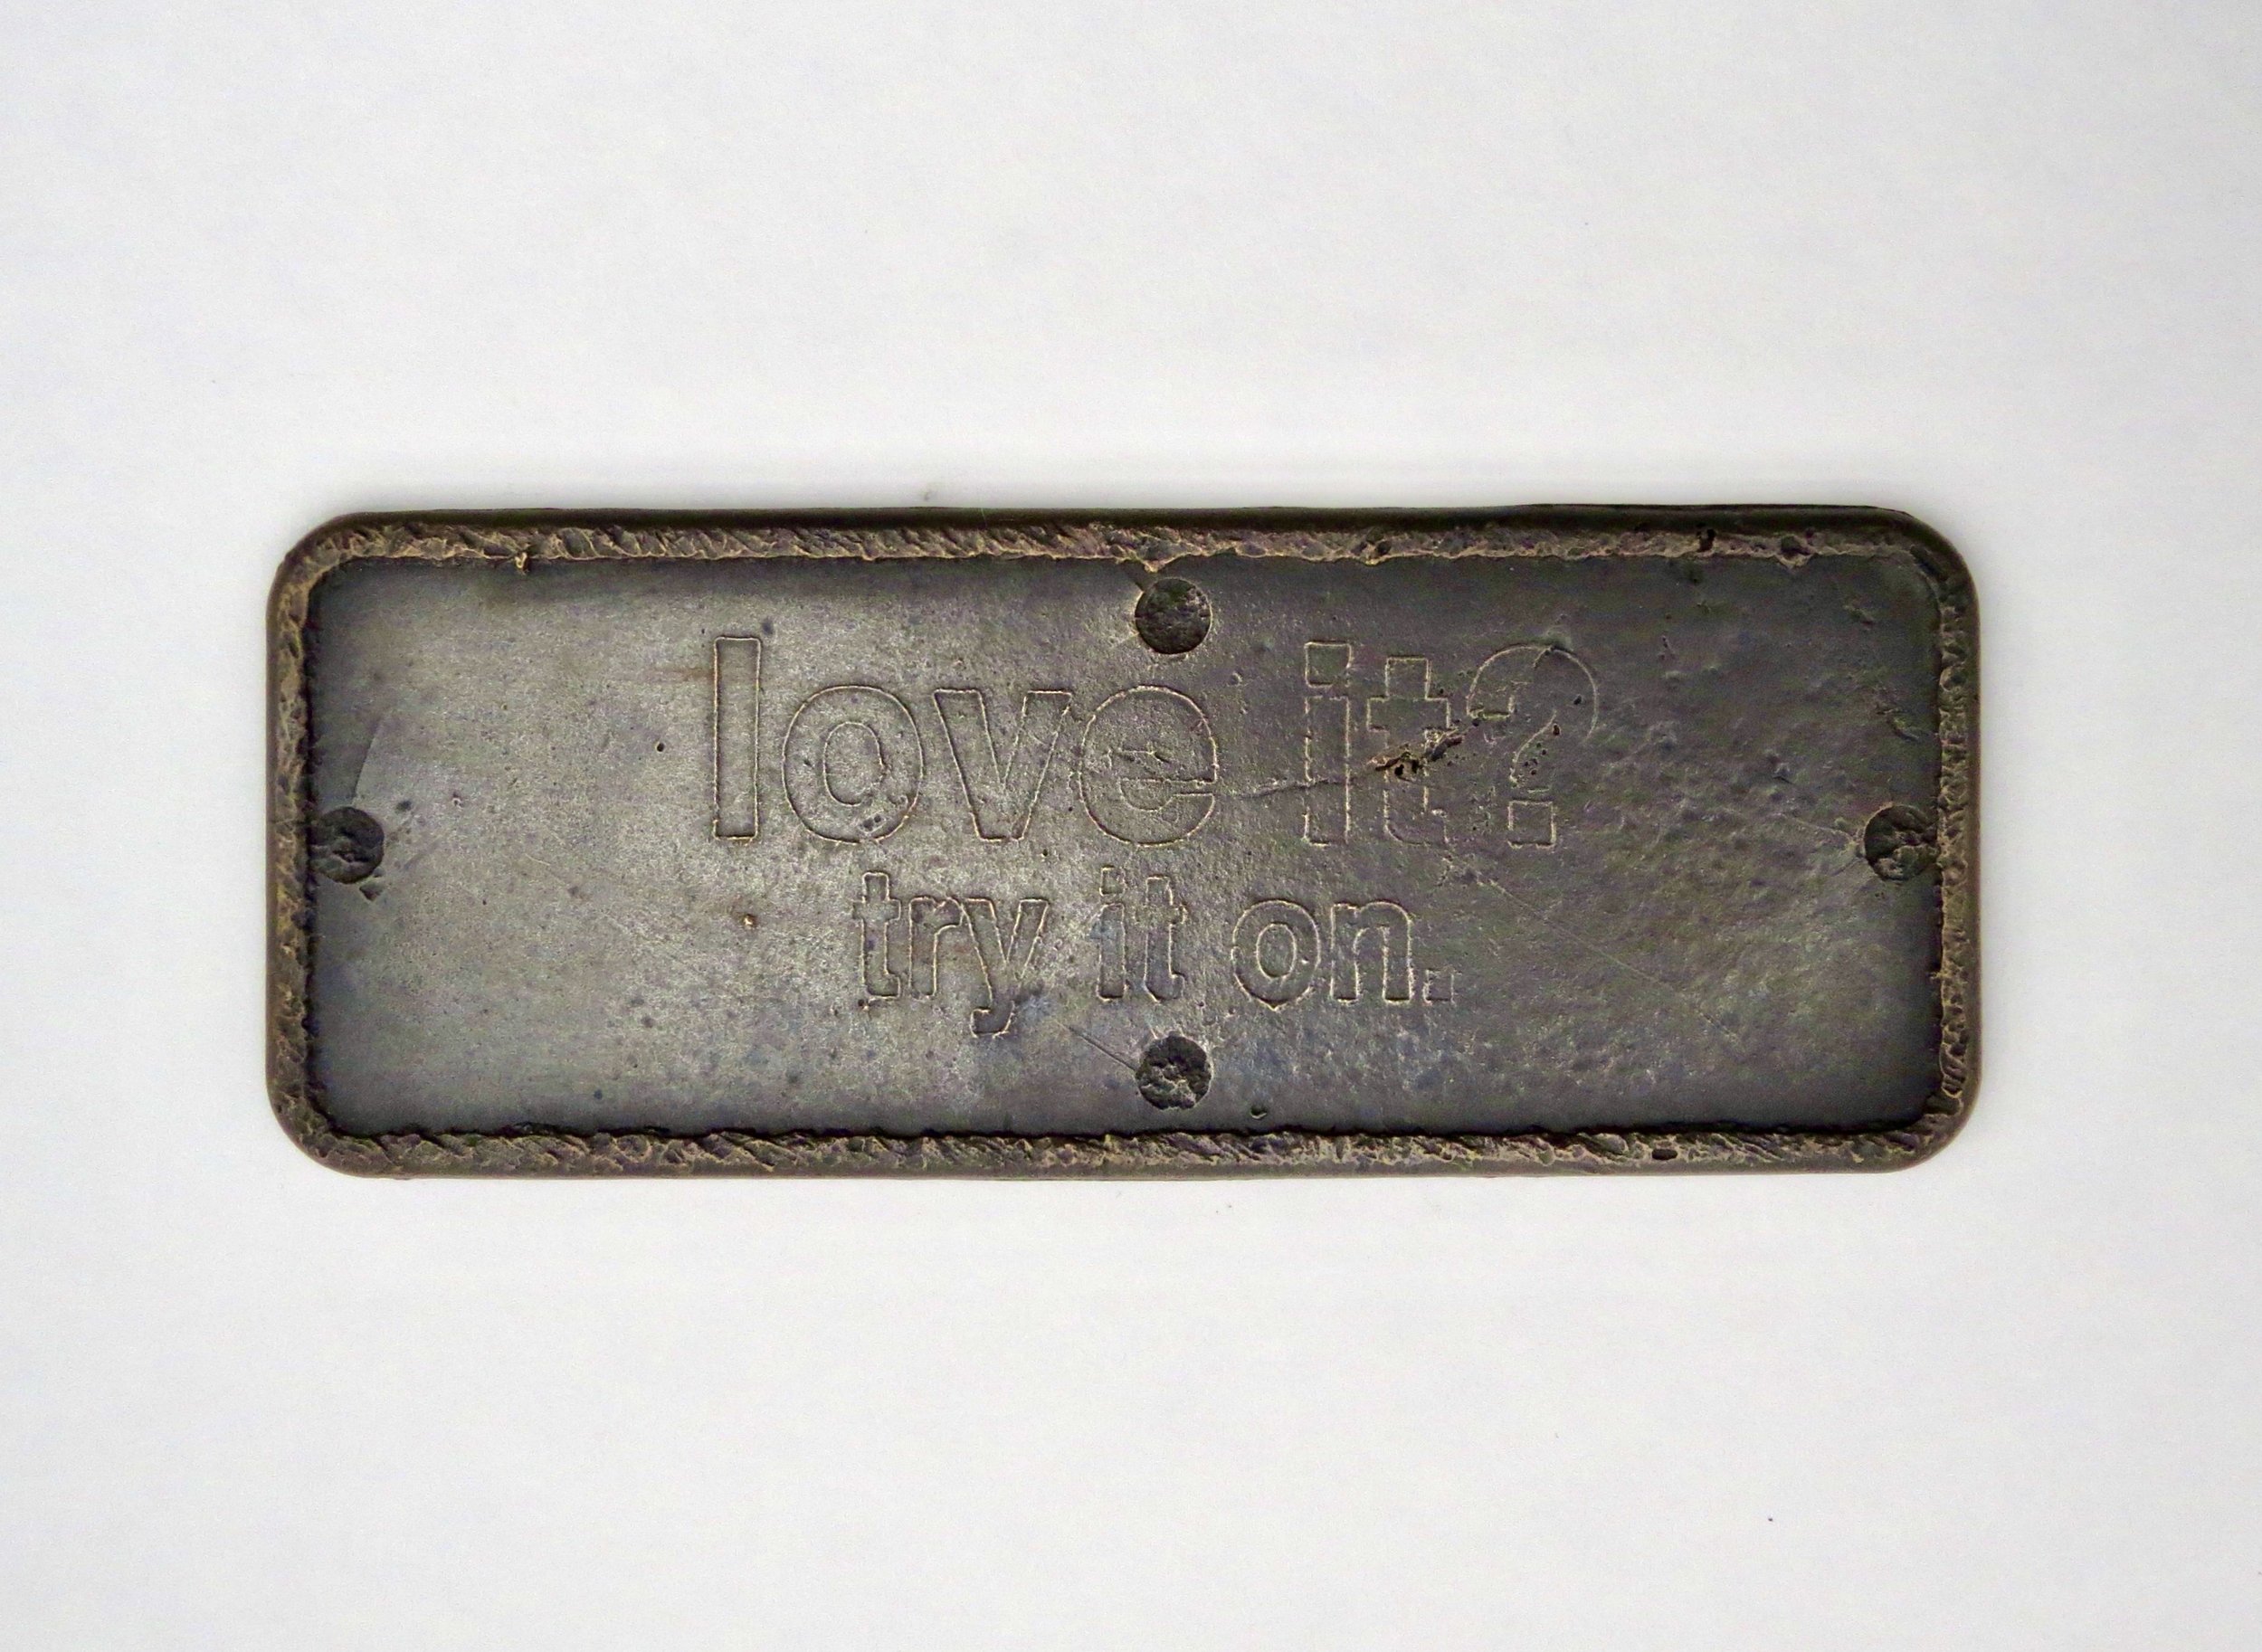 love it?
try it on.